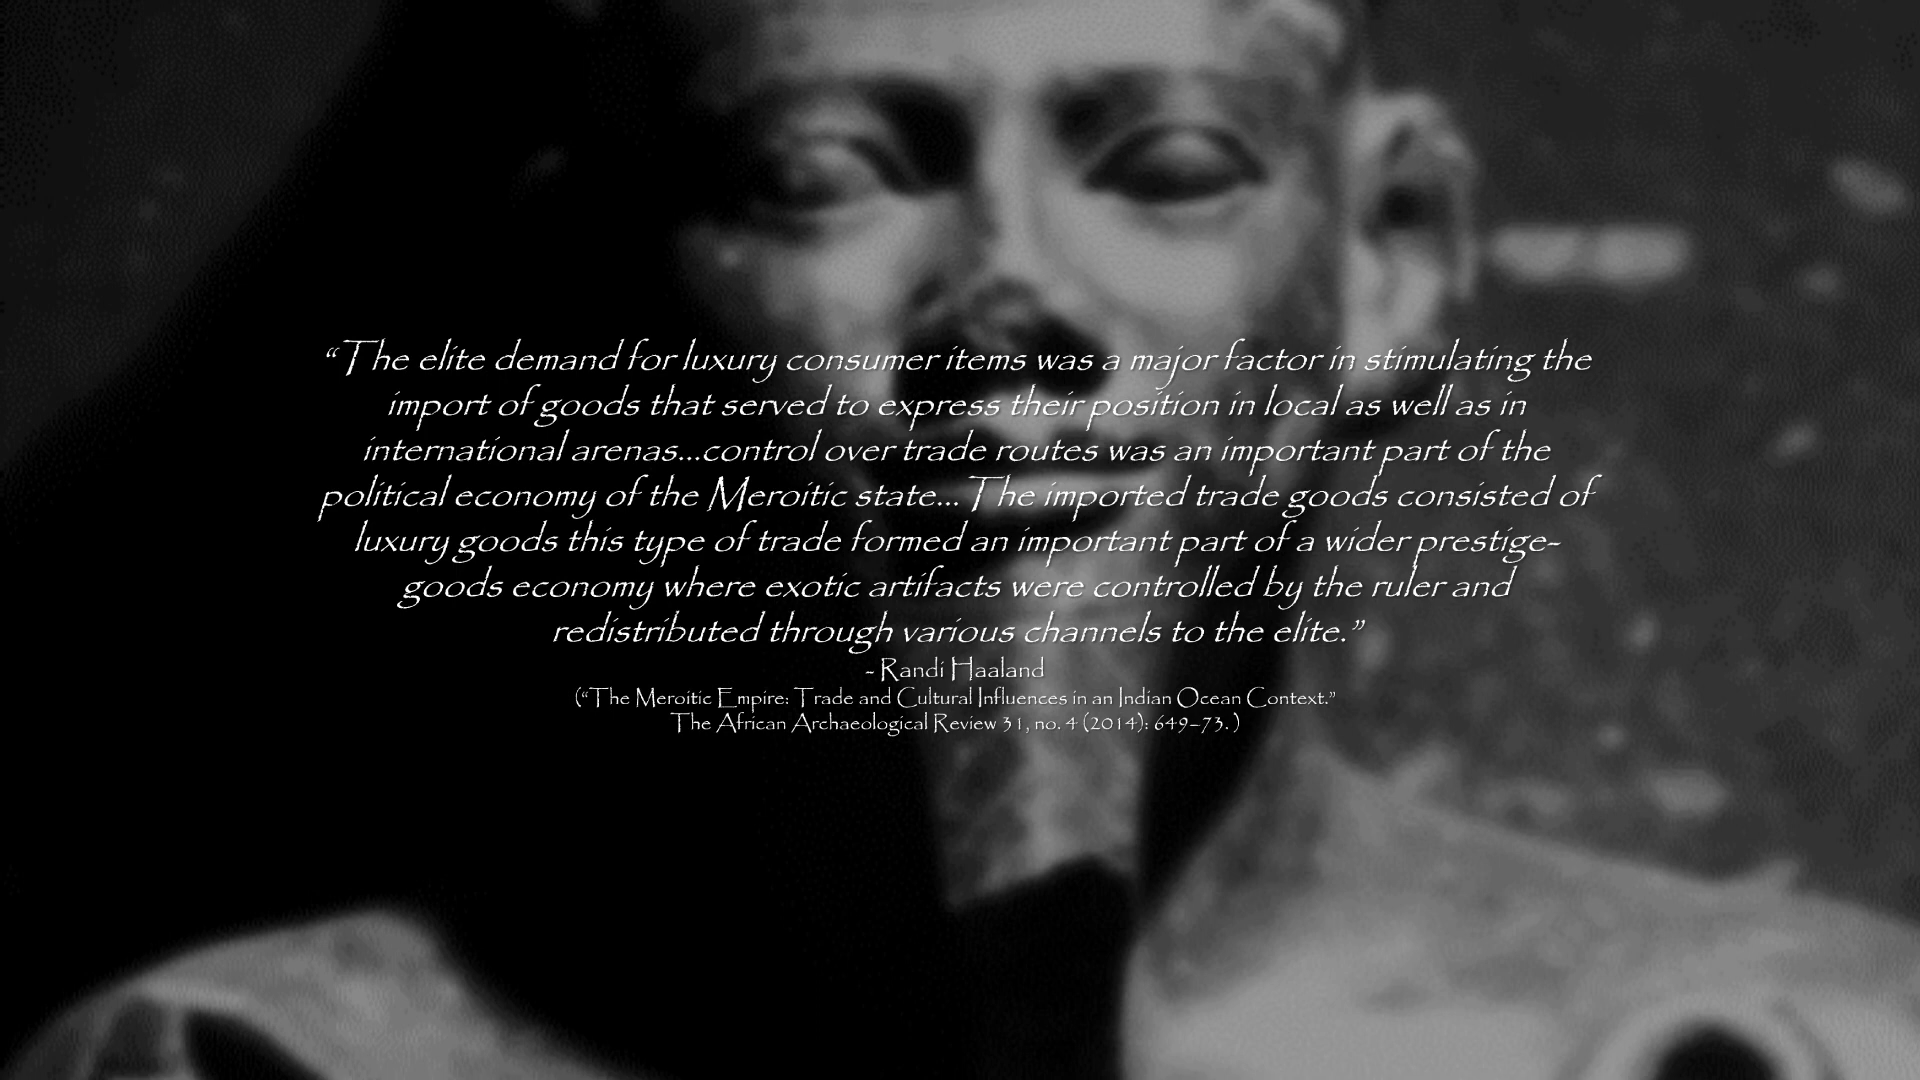 “The elite demand for luxury consumer items was a major factor in stimulating the
import of goods that served to express their position in local as well as in
international arenas...control over trade routes was an important part of the
political economy of the Meroitic state... The imported trade goods consisted of
luxury goods this type of trade formed an important part of a wider prestige-
goods economy where exotic artifacts were controlled by the ruler and
redistributed through various channels to the elite.”
- Randi Haaland
(“The Meroitic Empire: Trade and Cultural Influences in an Indian Ocean Context.”
The African Archaeological Review 31, no. 4 (2014): 649–73. )